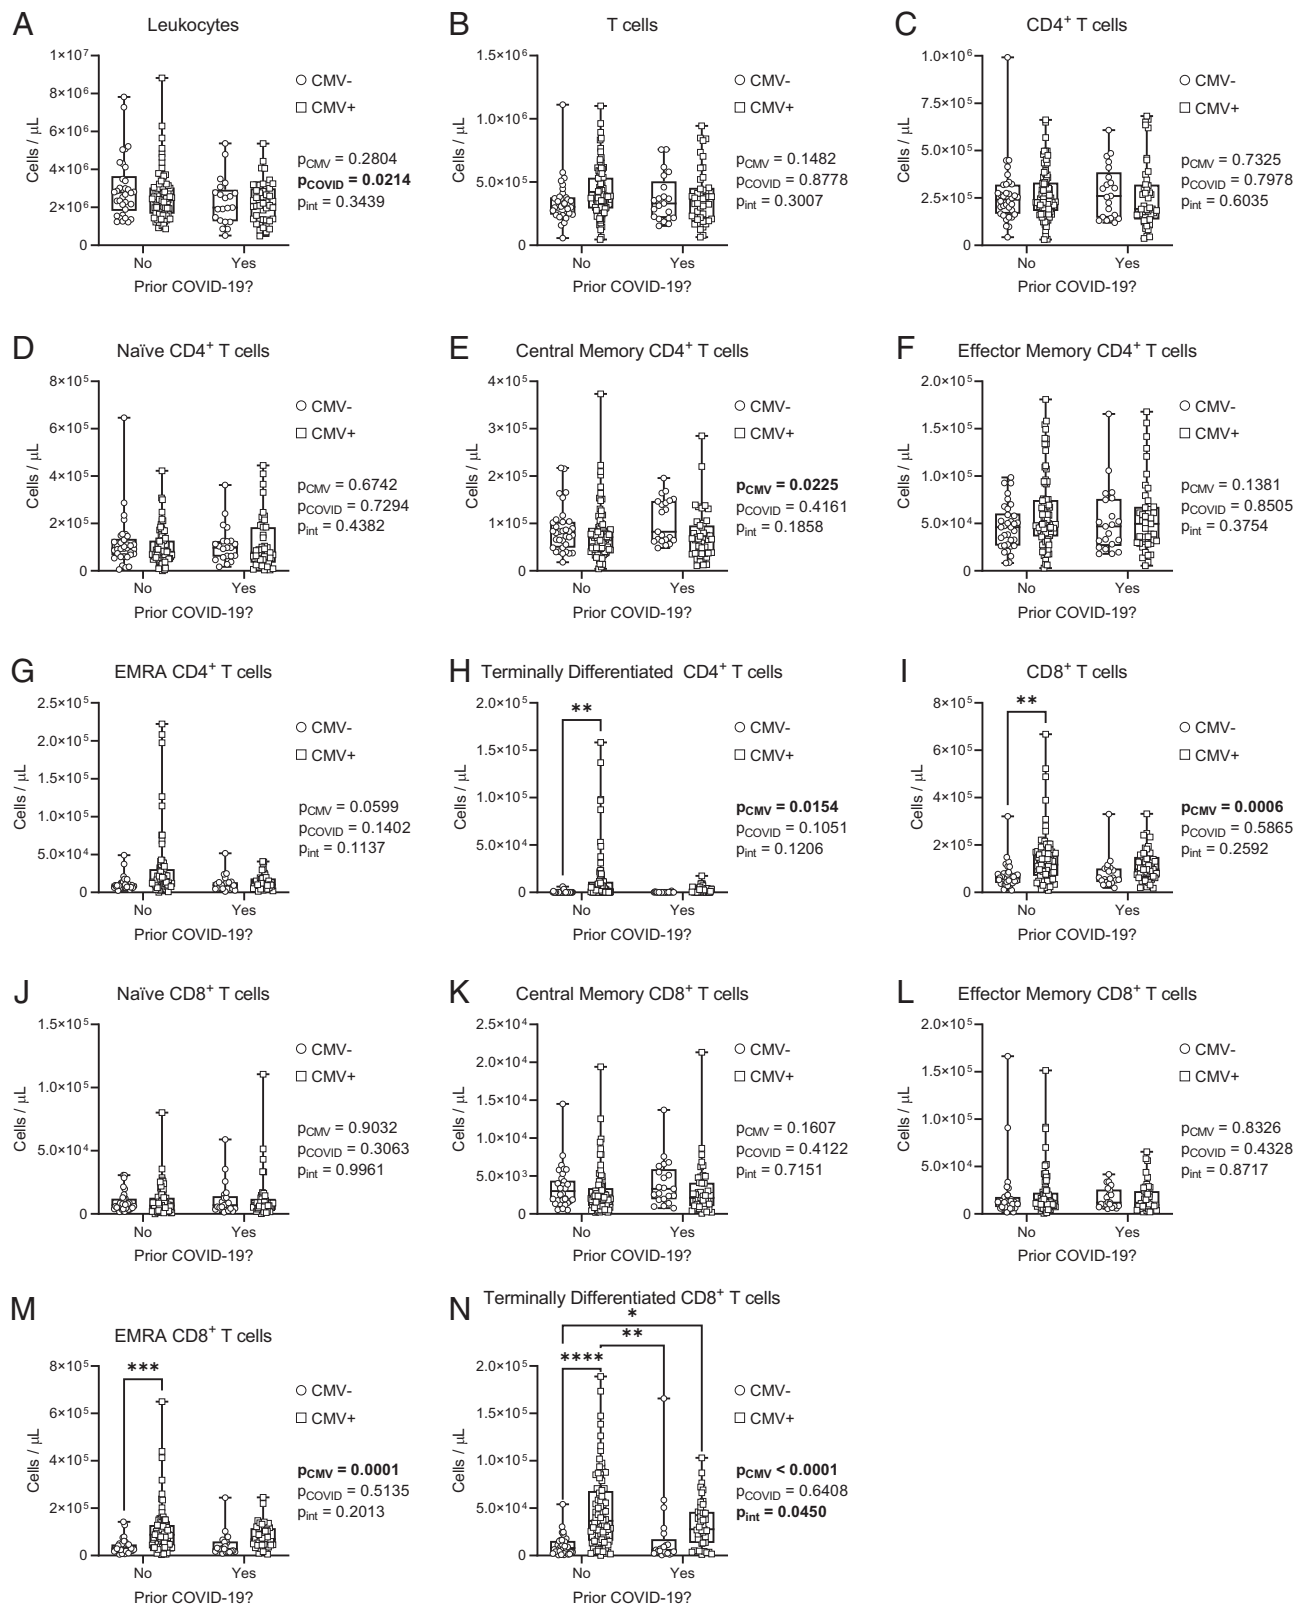 A Leukocytes
1×10⁷
8×10⁶
6×10⁶
4×10⁶
2×10⁶
0
Cells / μL
No Yes
Prior COVID-19?
CMV-
CMV+
pCMV = 0.2804
pCOVID = 0.0214
pint = 0.3439
B T cells
1.5×10⁶
1.0×10⁶
5.0×10⁵
0
Cells / μL
No Yes
Prior COVID-19?
CMV-
CMV+
pCMV = 0.1482
pCOVID = 0.8778
pint = 0.3007
C CD4⁺ T cells
1.0×10⁶
7.5×10⁵
5.0×10⁵
2.5×10⁵
0
Cells / μL
No Yes
Prior COVID-19?
CMV-
CMV+
pCMV = 0.7325
pCOVID = 0.7978
pint = 0.6035
D Naïve CD4⁺ T cells
8×10⁵
6×10⁵
4×10⁵
2×10⁵
0
Cells / μL
No Yes
Prior COVID-19?
CMV-
CMV+
pCMV = 0.6742
pCOVID = 0.7294
pint = 0.4382
E Central Memory CD4⁺ T cells
4×10⁵
3×10⁵
2×10⁵
1×10⁵
0
Cells / μL
No Yes
Prior COVID-19?
CMV-
CMV+
pCMV = 0.0225
pCOVID = 0.4161
pint = 0.1858
F Effector Memory CD4⁺ T cells
2.0×10⁵
1.5×10⁵
1.0×10⁵
5.0×10⁴
0
Cells / μL
No Yes
Prior COVID-19?
CMV-
CMV+
pCMV = 0.1381
pCOVID = 0.8505
pint = 0.3754
G EMRA CD4⁺ T cells
2.5×10⁵
2.0×10⁵
1.5×10⁵
1.0×10⁵
5.0×10⁴
0
Cells / μL
No Yes
Prior COVID-19?
CMV-
CMV+
pCMV = 0.0599
pCOVID = 0.1402
pint = 0.1137
H Terminally Differentiated CD4⁺ T cells
**
2.0×10⁵
1.5×10⁵
1.0×10⁵
5.0×10⁴
0
Cells / μL
No Yes
Prior COVID-19?
CMV-
CMV+
pCMV = 0.0154
pCOVID = 0.1051
pint = 0.1206
I CD8⁺ T cells
**
8×10⁵
6×10⁵
4×10⁵
2×10⁵
0
Cells / μL
No Yes
Prior COVID-19?
CMV-
CMV+
pCMV = 0.0006
pCOVID = 0.5865
pint = 0.2592
J Naïve CD8⁺ T cells
1.5×10⁵
1.0×10⁵
5.0×10⁴
0
Cells / μL
No Yes
Prior COVID-19?
CMV-
CMV+
pCMV = 0.9032
pCOVID = 0.3063
pint = 0.9961
K Central Memory CD8⁺ T cells
2.5×10⁴
2.0×10⁴
1.5×10⁴
1.0×10⁴
5.0×10³
0
Cells / μL
No Yes
Prior COVID-19?
CMV-
CMV+
pCMV = 0.1607
pCOVID = 0.4122
pint = 0.7151
L Effector Memory CD8⁺ T cells
2.0×10⁵
1.5×10⁵
1.0×10⁵
5.0×10⁴
0
Cells / μL
No Yes
Prior COVID-19?
CMV-
CMV+
pCMV = 0.8326
pCOVID = 0.4328
pint = 0.8717
M EMRA CD8⁺ T cells
***
8×10⁵
6×10⁵
4×10⁵
2×10⁵
0
Cells / μL
No Yes
Prior COVID-19?
CMV-
CMV+
pCMV = 0.0001
pCOVID = 0.5135
pint = 0.2013
N Terminally Differentiated CD8⁺ T cells
*
**
****
2.0×10⁵
1.5×10⁵
1.0×10⁵
5.0×10⁴
0
Cells / μL
No Yes
Prior COVID-19?
CMV-
CMV+
pCMV < 0.0001
pCOVID = 0.6408
pint = 0.0450